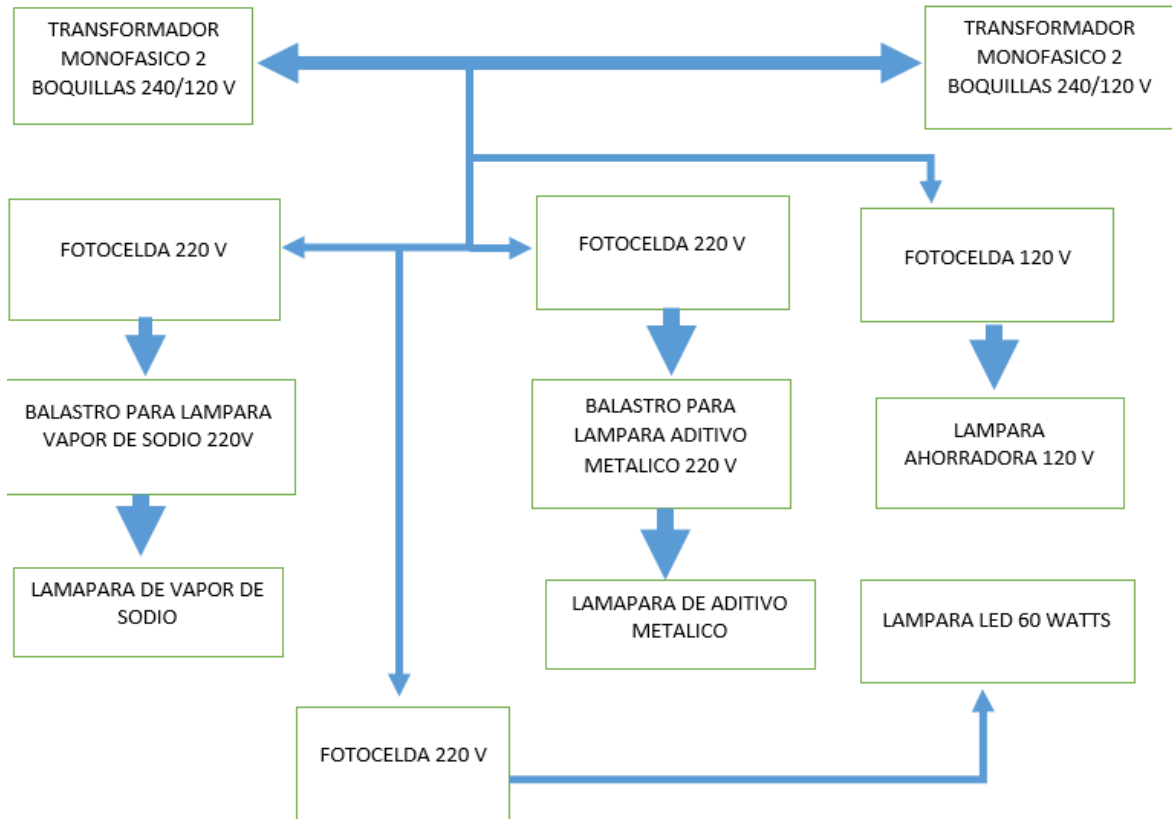 TRANSFORMADOR
MONOFASICO 2
BOQUILLAS 240/120 V
TRANSFORMADOR
MONOFASICO 2
BOQUILLAS 240/120 V
FOTOCELDA 220 V
FOTOCELDA 220 V
FOTOCELDA 120 V
BALASTRO PARA LAMPARA
VAPOR DE SODIO 220V
BALASTRO PARA
LAMPARA ADITIVO
METALICO 220 V
LAMPARA
AHORRADORA 120 V
LAMAPARA DE VAPOR DE
SODIO
LAMAPARA DE ADITIVO
METALICO
LAMPARA LED 60 WATTS
FOTOCELDA 220 V